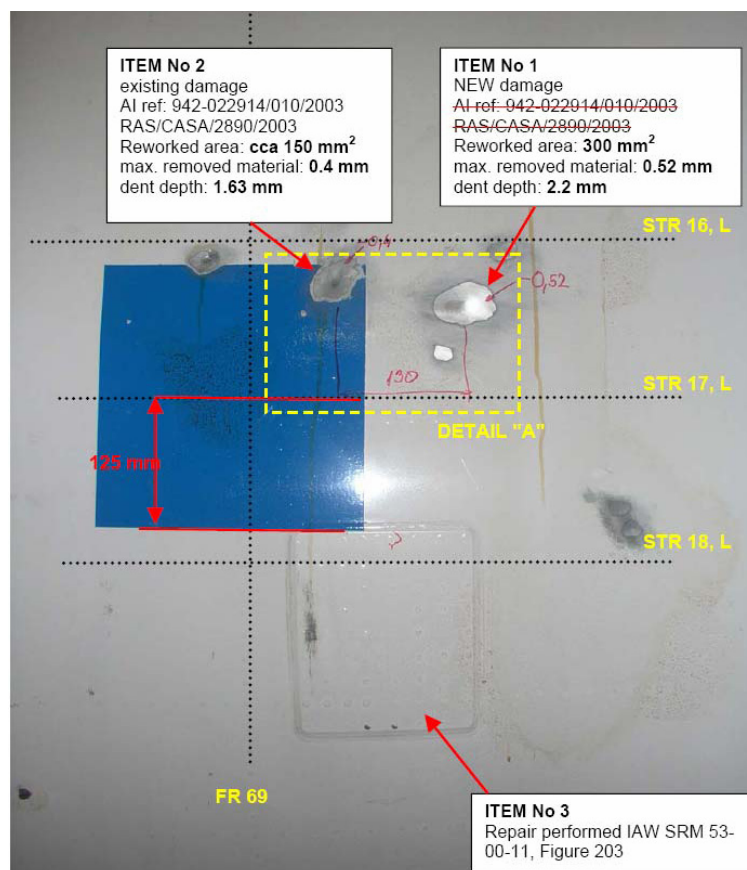 ITEM No 2
existing damage
AI ref: 942-022914/010/2003
RAS/CASA/2890/2003
Reworked area: cca 150 mm²
max. removed material: 0.4 mm
dent depth: 1.63 mm
ITEM No 1
NEW damage
AI ref: 942-022914/010/2003
RAS/CASA/2890/2003
Reworked area: 300 mm²
max. removed material: 0.52 mm
dent depth: 2.2 mm
STR 16, L
0,4
0,52
190
STR 17, L
DETAIL "A"
125 mm
STR 18, L
FR 69
ITEM No 3
Repair performed IAW SRM 53-
00-11, Figure 203